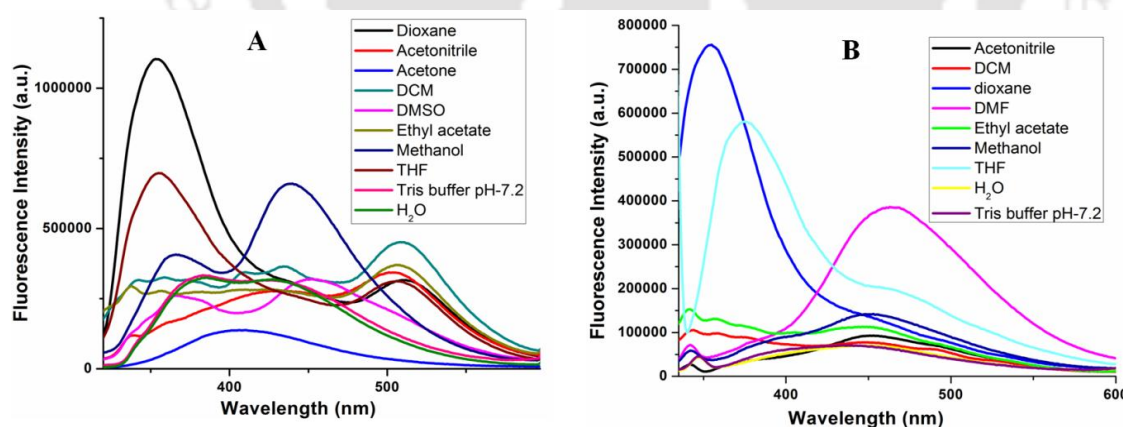 A
Dioxane
Acetonitrile
Acetone
DCM
DMSO
Ethyl acetate
Methanol
THF
Tris buffer pH-7.2
H₂O
1000000
500000
0
400
500
Fluorescence Intensity (a.u.)
Wavelength (nm)
B
Acetonitrile
DCM
dioxane
DMF
Ethyl acetate
Methanol
THF
H₂O
Tris buffer pH-7.2
800000
700000
600000
500000
400000
300000
200000
100000
0
400
500
600
Fluorescence Intensity (a.u.)
Wavelength (nm)